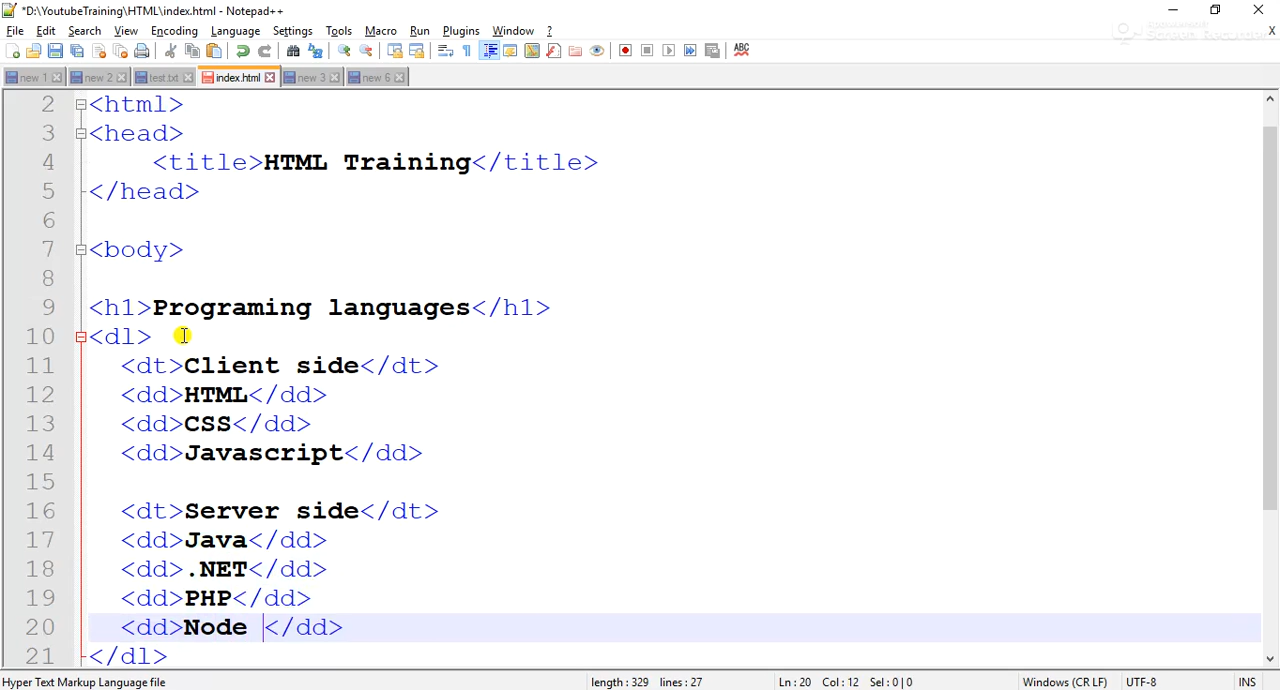 *D:\YoutubeTraining\HTML\index.html - Notepad++
File Edit Search View Encoding Language Settings Tools Macro Run Plugins Window ? X
new 1 new 2 test.txt index.html new 3 new 6
2 <html>
3 <head>
4 <title>HTML Training</title>
5 </head>
6
7 <body>
8
9 <h1>Programing languages</h1>
10 <dl>
11 <dt>Client side</dt>
12 <dd>HTML</dd>
13 <dd>CSS</dd>
14 <dd>Javascript</dd>
15
16 <dt>Server side</dt>
17 <dd>Java</dd>
18 <dd>.NET</dd>
19 <dd>PHP</dd>
20 <dd>Node </dd>
21 </dl>
Hyper Text Markup Language file length : 329 lines : 27 Ln : 20 Col : 12 Sel : 0 | 0 Windows (CR LF) UTF-8 INS